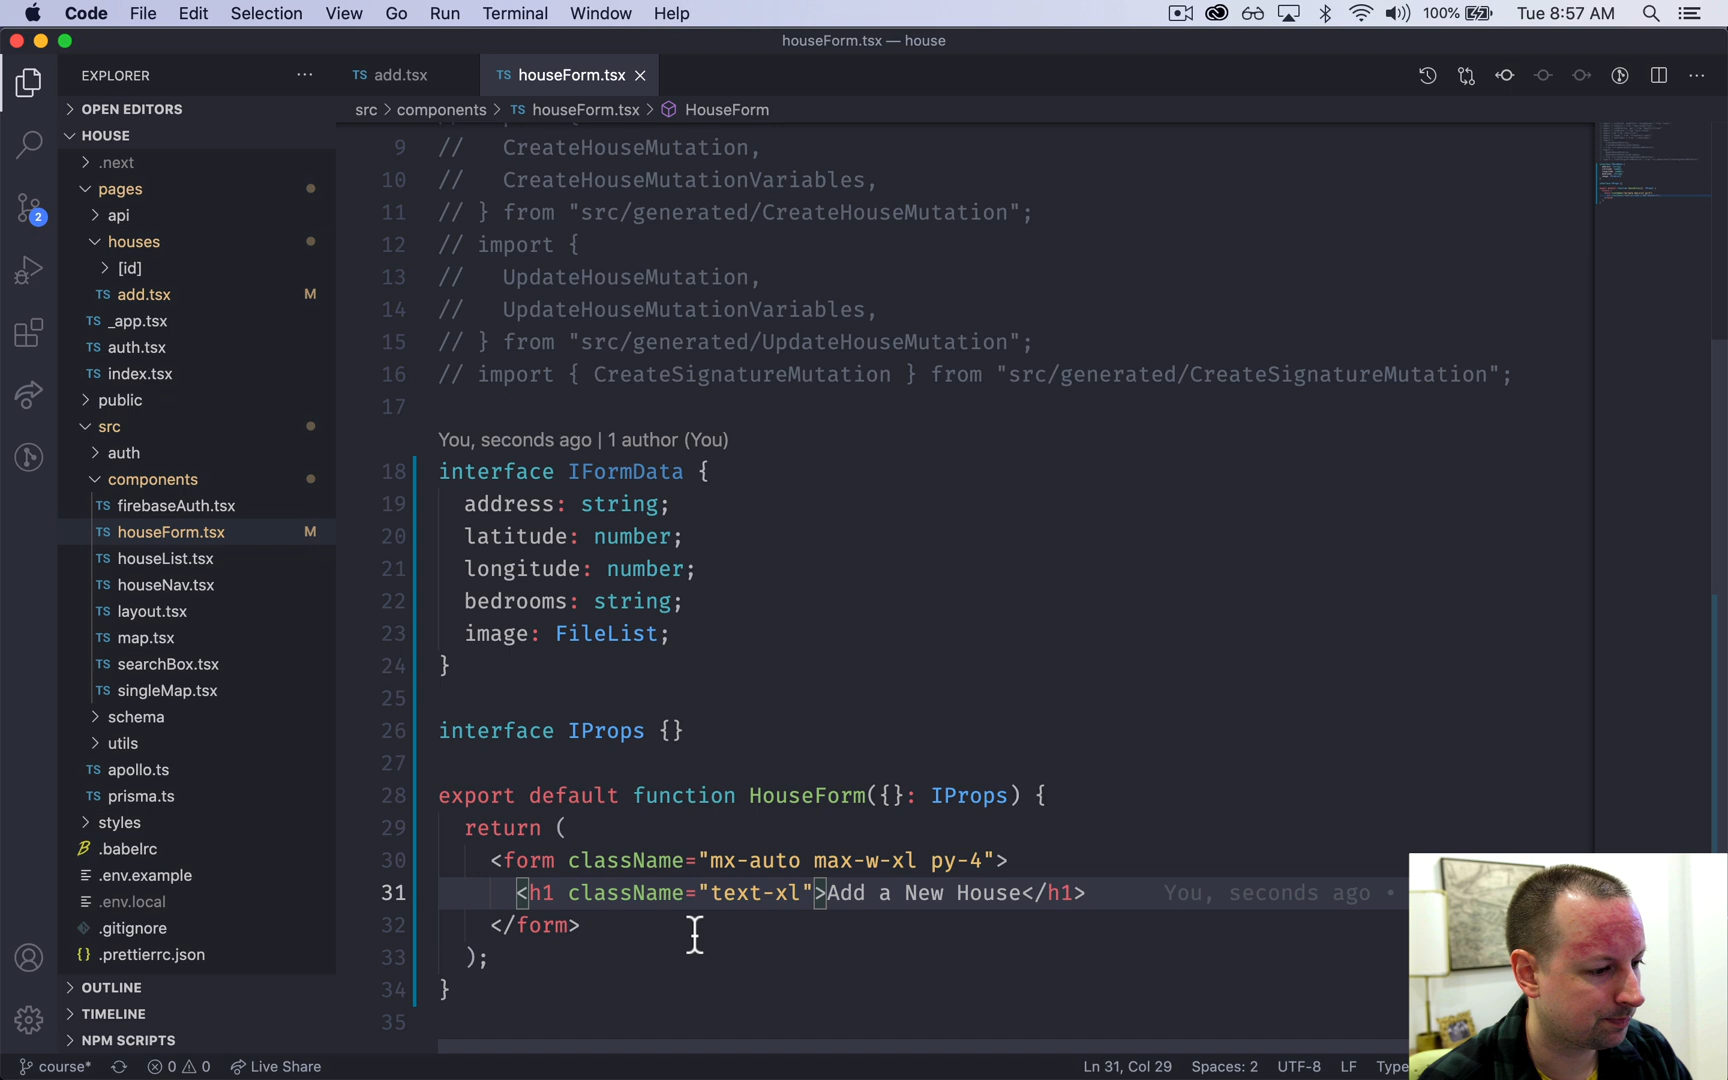 Code File Edit Selection View Go Run Terminal Window Help 100% Tue 8:57 AM
houseForm.tsx — house
EXPLORER ··· TS add.tsx TS houseForm.tsx
OPEN EDITORS src > components > TS houseForm.tsx > HouseForm
HOUSE
.next
pages
api
houses
[id]
TS add.tsx M
TS _app.tsx
TS auth.tsx
TS index.tsx
public
src
auth
components
TS firebaseAuth.tsx
TS houseForm.tsx M
TS houseList.tsx
TS houseNav.tsx
TS layout.tsx
TS map.tsx
TS searchBox.tsx
TS singleMap.tsx
schema
utils
TS apollo.ts
TS prisma.ts
styles
.babelrc
.env.example
.env.local
.gitignore
{} .prettierrc.json
OUTLINE
TIMELINE
NPM SCRIPTS
2
9 //   CreateHouseMutation,
10 //   CreateHouseMutationVariables,
11 // } from "src/generated/CreateHouseMutation";
12 // import {
13 //   UpdateHouseMutation,
14 //   UpdateHouseMutationVariables,
15 // } from "src/generated/UpdateHouseMutation";
16 // import { CreateSignatureMutation } from "src/generated/CreateSignatureMutation";
17
You, seconds ago | 1 author (You)
18 interface IFormData {
19   address: string;
20   latitude: number;
21   longitude: number;
22   bedrooms: string;
23   image: FileList;
24 }
25
26 interface IProps {}
27
28 export default function HouseForm({}: IProps) {
29   return (
30     <form className="mx-auto max-w-xl py-4">
31       <h1 className="text-xl">Add a New House</h1> You, seconds ago •
32     </form>
33   );
34 }
35
course* 0 0 Live Share Ln 31, Col 29 Spaces: 2 UTF-8 LF